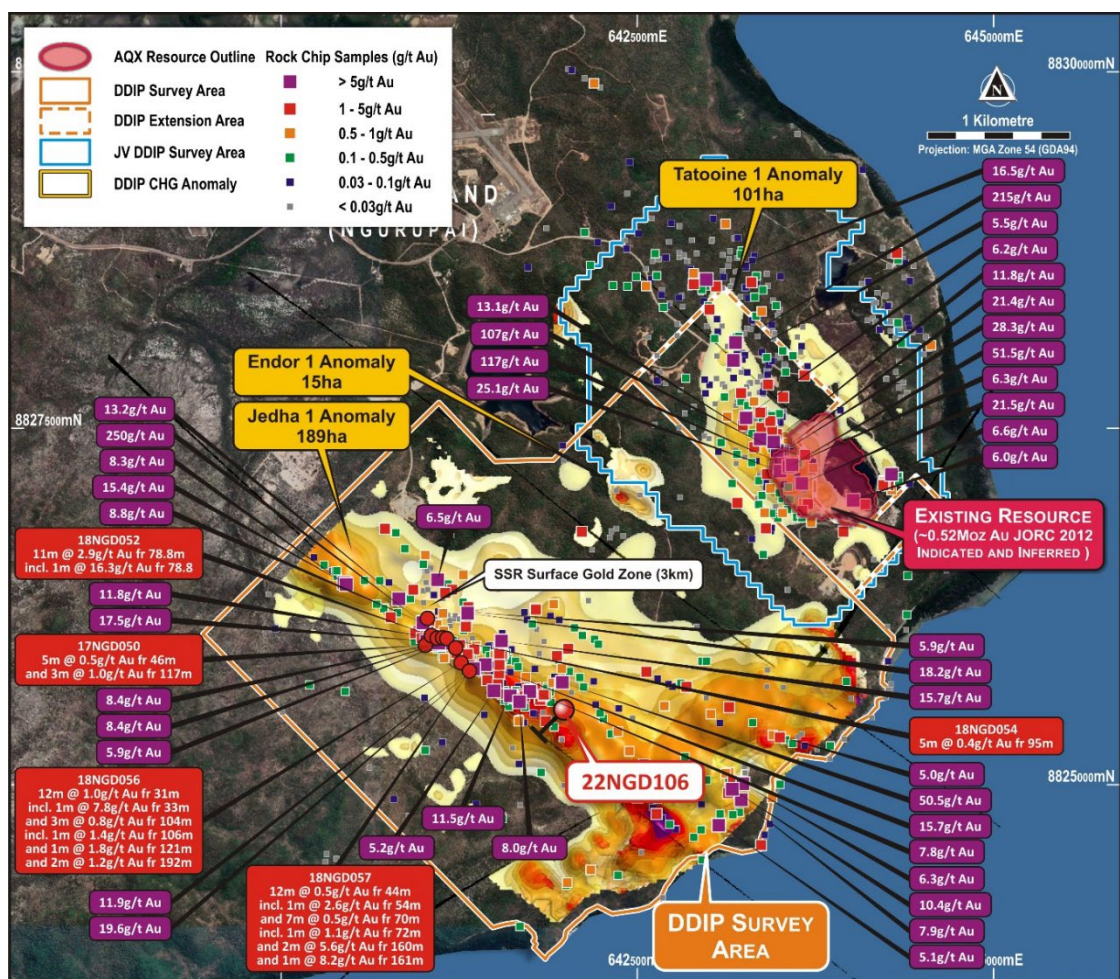 AQX Resource Outline
DDIP Survey Area
DDIP Extension Area
JV DDIP Survey Area
DDIP CHG Anomaly
Rock Chip Samples (g/t Au)
> 5g/t Au
1 - 5g/t Au
0.5 - 1g/t Au
0.1 - 0.5g/t Au
0.03 - 0.1g/t Au
< 0.03g/t Au
(NGURUPAI)
642500mE
645000mE
8830000mN
N
1 Kilometre
Projection: MGA Zone 54 (GDA94)
Tatooine 1 Anomaly
101ha
16.5g/t Au
215g/t Au
5.5g/t Au
6.2g/t Au
11.8g/t Au
21.4g/t Au
28.3g/t Au
51.5g/t Au
6.3g/t Au
21.5g/t Au
6.6g/t Au
6.0g/t Au
13.1g/t Au
107g/t Au
117g/t Au
25.1g/t Au
Endor 1 Anomaly
15ha
Jedha 1 Anomaly
189ha
8827500mN
13.2g/t Au
250g/t Au
8.3g/t Au
15.4g/t Au
8.8g/t Au
6.5g/t Au
EXISTING RESOURCE
(~0.52MOZ AU JORC 2012
INDICATED AND INFERRED )
18NGD052
11m @ 2.9g/t Au fr 78.8m
incl. 1m @ 16.3g/t Au fr 78.8
SSR Surface Gold Zone (3km)
11.8g/t Au
17.5g/t Au
17NGD050
5m @ 0.5g/t Au fr 46m
and 3m @ 1.0g/t Au fr 117m
8.4g/t Au
8.4g/t Au
5.9g/t Au
5.9g/t Au
18.2g/t Au
15.7g/t Au
18NGD054
5m @ 0.4g/t Au fr 95m
22NGD106
8825000mN
5.0g/t Au
50.5g/t Au
15.7g/t Au
7.8g/t Au
6.3g/t Au
10.4g/t Au
7.9g/t Au
5.1g/t Au
18NGD056
12m @ 1.0g/t Au fr 31m
incl. 1m @ 7.8g/t Au fr 33m
and 3m @ 0.8g/t Au fr 104m
incl. 1m @ 1.4g/t Au fr 106m
and 1m @ 1.8g/t Au fr 121m
and 2m @ 1.2g/t Au fr 192m
11.5g/t Au
5.2g/t Au
8.0g/t Au
11.9g/t Au
19.6g/t Au
18NGD057
12m @ 0.5g/t Au fr 44m
incl. 1m @ 2.6g/t Au fr 54m
and 7m @ 0.5g/t Au fr 70m
incl. 1m @ 1.1g/t Au fr 72m
and 2m @ 5.6g/t Au fr 160m
and 1m @ 8.2g/t Au fr 161m
DDIP SURVEY
AREA